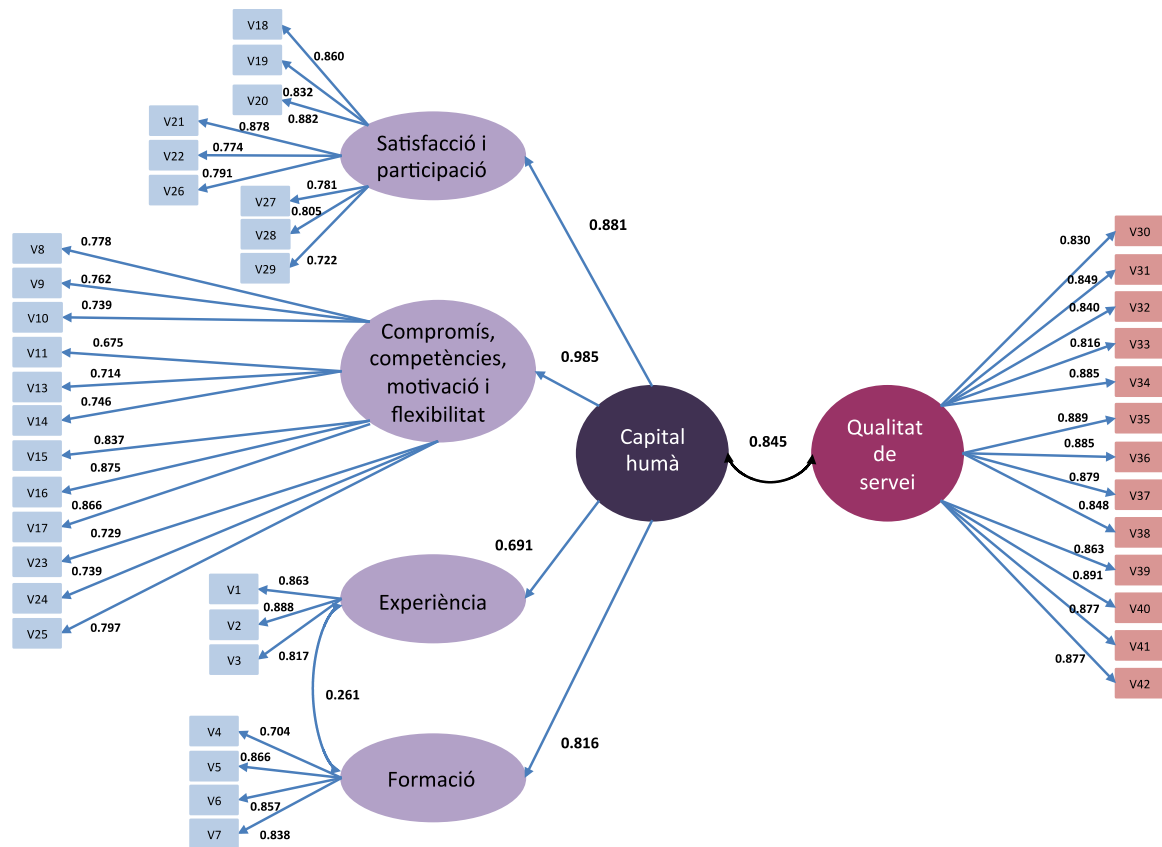 V18
0.860
V19
V20
0.832
0.882
V21
0.878
V22
0.774
V26
0.791
Satisfacció i
participació
V27
0.781
V28
0.805
V29
0.722
0.881
V8
0.778
V9
0.762
V10
0.739
V11
0.675
V13
0.714
V14
0.746
V15
0.837
V16
0.875
V17
0.866
V23
0.729
V24
0.739
V25
0.797
Compromís,
competències,
motivació i
flexibilitat
0.985
Capital
humà
0.845
Qualitat
de
servei
0.691
V1
0.863
V2
0.888
V3
0.817
Experiència
0.261
V4
0.704
V5
0.866
V6
0.857
V7
0.838
Formació
0.816
V30
0.830
V31
0.849
V32
0.840
V33
0.816
V34
0.885
V35
0.889
V36
0.885
V37
0.879
V38
0.848
V39
0.863
V40
0.891
V41
0.877
V42
0.877